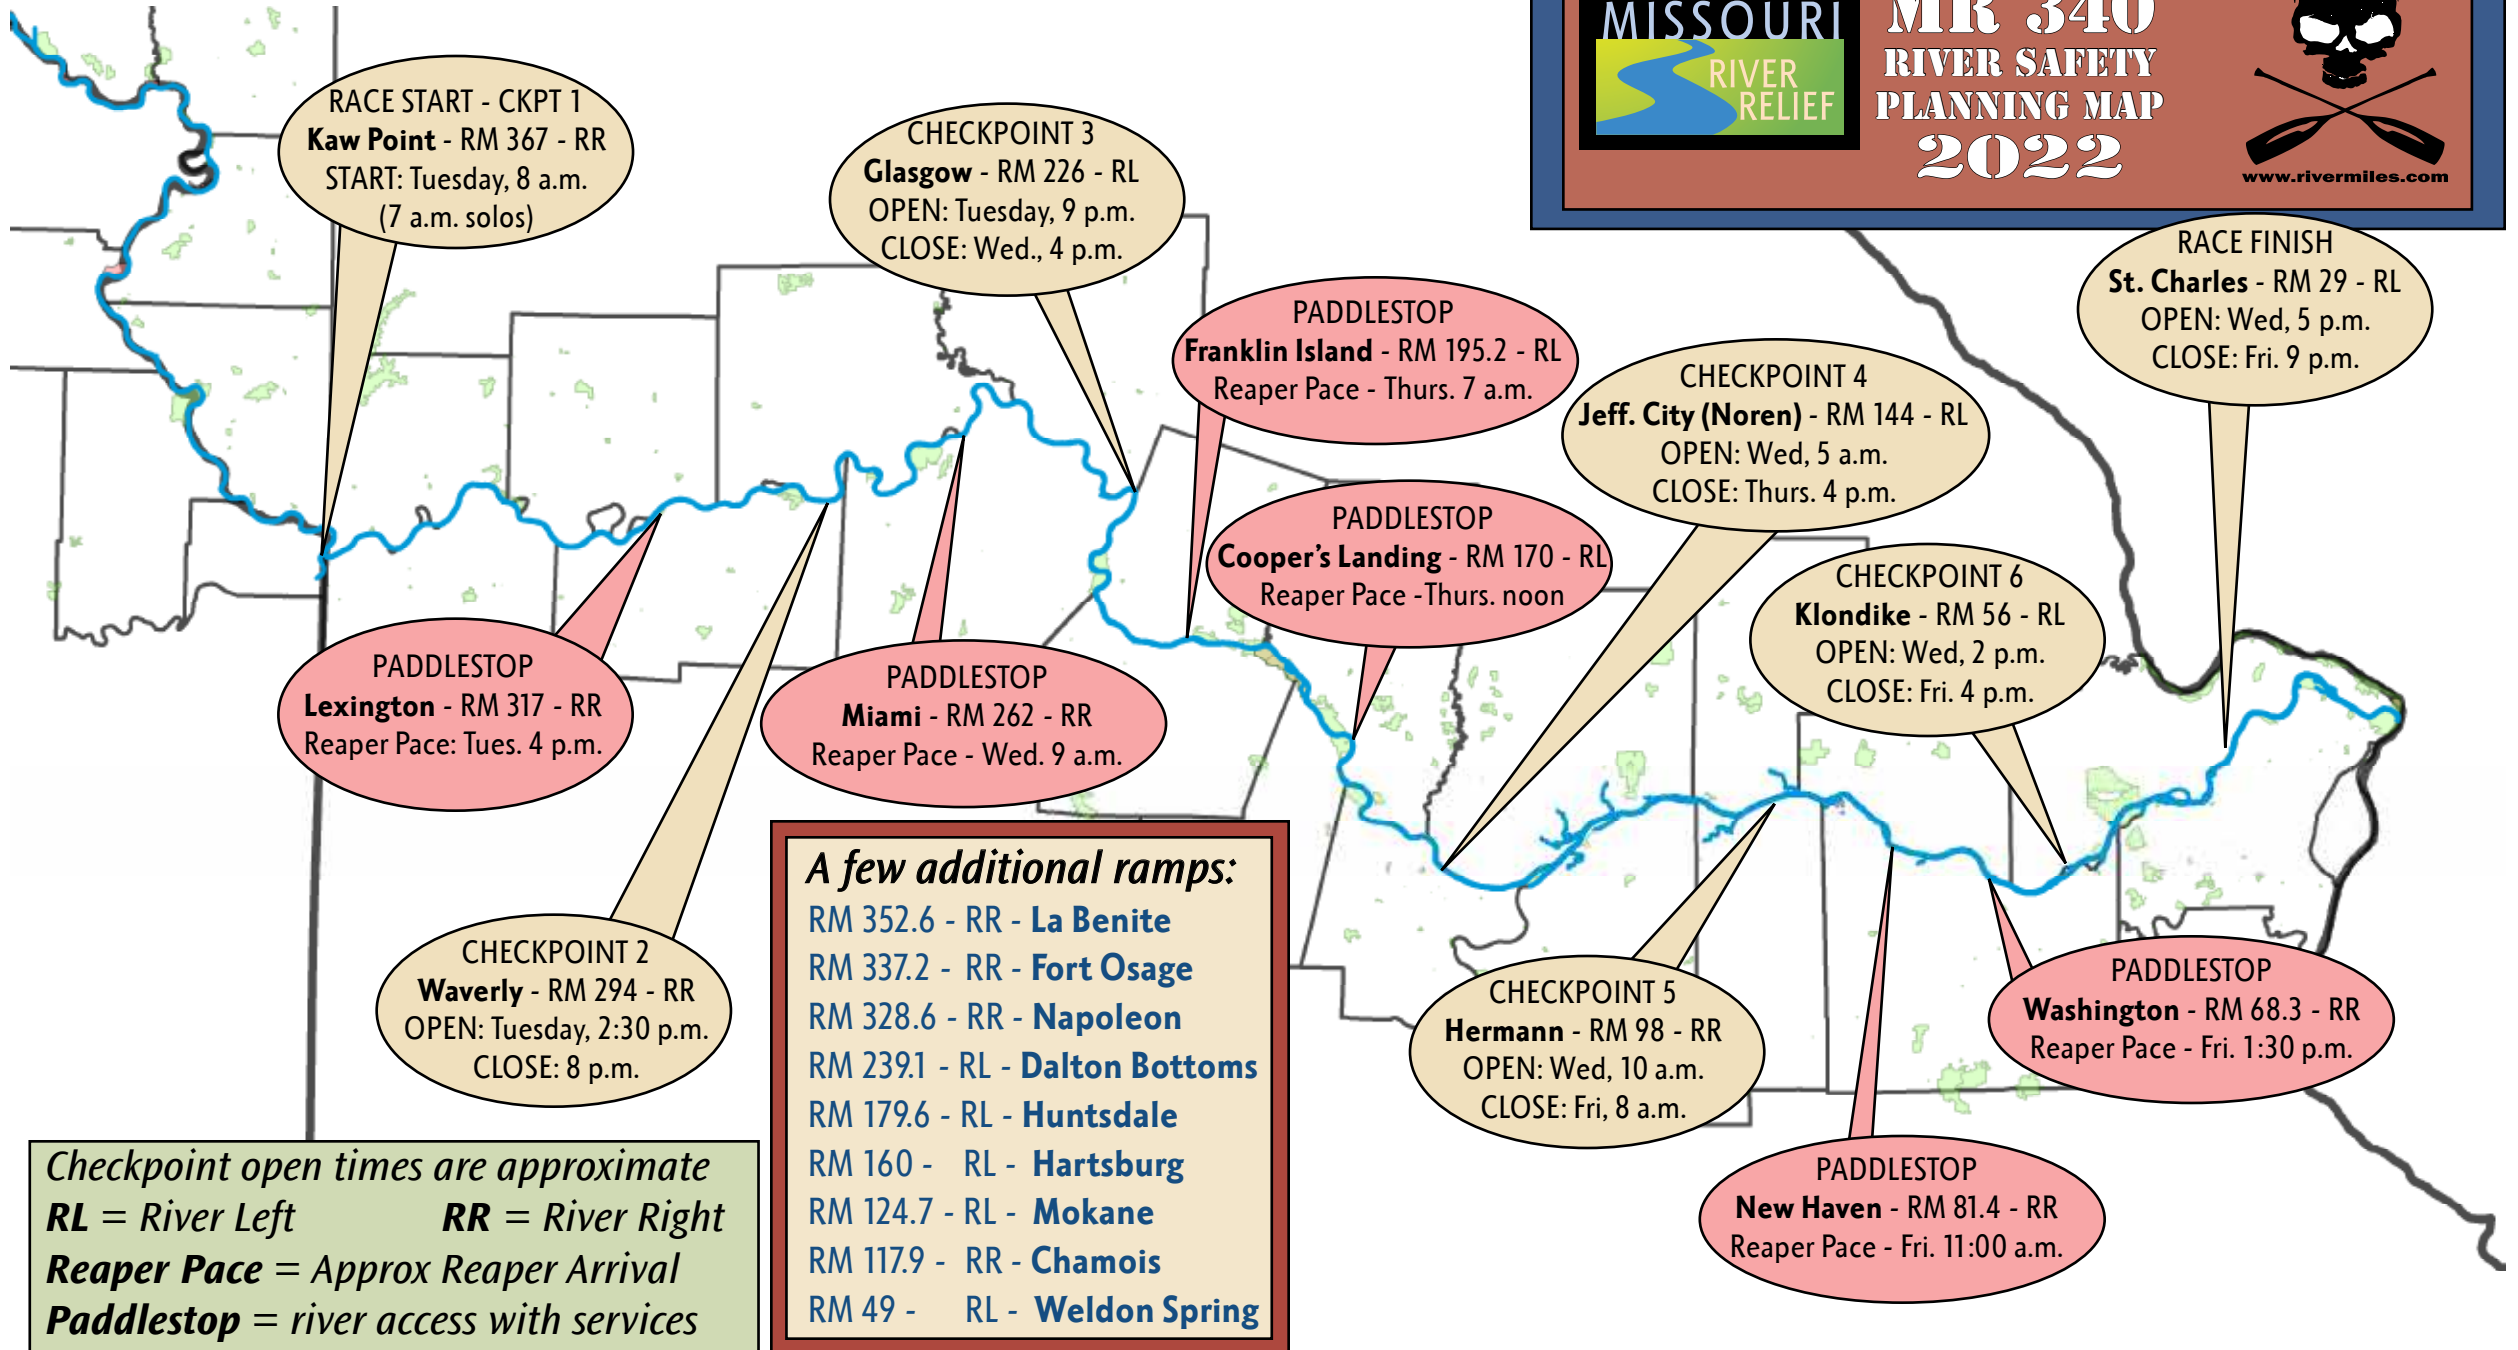 MISSOURI
RIVER
RELIEF
MR 340
RIVER SAFETY
PLANNING MAP
2022
www.rivermiles.com
RACE START - CKPT 1
Kaw Point - RM 367 - RR
START: Tuesday, 8 a.m.
(7 a.m. solos)
CHECKPOINT 3
Glasgow - RM 226 - RL
OPEN: Tuesday, 9 p.m.
CLOSE: Wed., 4 p.m.
RACE FINISH
St. Charles - RM 29 - RL
OPEN: Wed, 5 p.m.
CLOSE: Fri. 9 p.m.
PADDLESTOP
Franklin Island - RM 195.2 - RL
Reaper Pace - Thurs. 7 a.m.
CHECKPOINT 4
Jeff. City (Noren) - RM 144 - RL
OPEN: Wed, 5 a.m.
CLOSE: Thurs. 4 p.m.
PADDLESTOP
Cooper's Landing - RM 170 - RL
Reaper Pace -Thurs. noon
CHECKPOINT 6
Klondike - RM 56 - RL
OPEN: Wed, 2 p.m.
CLOSE: Fri. 4 p.m.
PADDLESTOP
Lexington - RM 317 - RR
Reaper Pace: Tues. 4 p.m.
PADDLESTOP
Miami - RM 262 - RR
Reaper Pace - Wed. 9 a.m.
CHECKPOINT 2
Waverly - RM 294 - RR
OPEN: Tuesday, 2:30 p.m.
CLOSE: 8 p.m.
A few additional ramps:
RM 352.6 - RR - La Benite
RM 337.2 - RR - Fort Osage
RM 328.6 - RR - Napoleon
RM 239.1 - RL - Dalton Bottoms
RM 179.6 - RL - Huntsdale
RM 160 - RL - Hartsburg
RM 124.7 - RL - Mokane
RM 117.9 - RR - Chamois
RM 49 - RL - Weldon Spring
CHECKPOINT 5
Hermann - RM 98 - RR
OPEN: Wed, 10 a.m.
CLOSE: Fri, 8 a.m.
PADDLESTOP
Washington - RM 68.3 - RR
Reaper Pace - Fri. 1:30 p.m.
PADDLESTOP
New Haven - RM 81.4 - RR
Reaper Pace - Fri. 11:00 a.m.
Checkpoint open times are approximate
RL = River Left RR = River Right
Reaper Pace = Approx Reaper Arrival
Paddlestop = river access with services